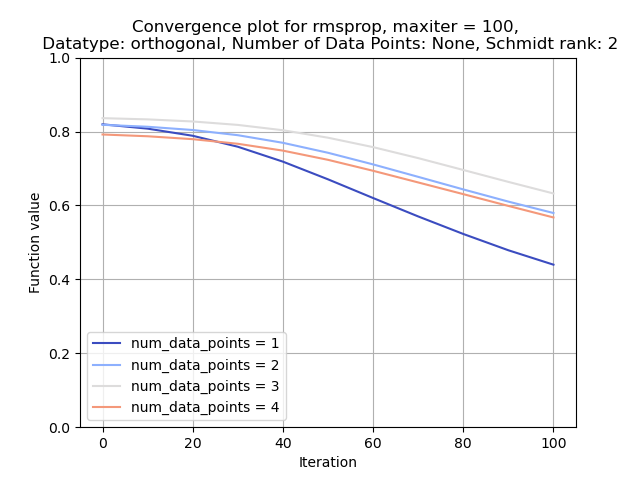 Convergence plot for rmsprop, maxiter = 100,
Datatype: orthogonal, Number of Data Points: None, Schmidt rank: 2
1.0
0.8
0.6
0.4
0.2
0.0
Function value
num_data_points = 1
num_data_points = 2
num_data_points = 3
num_data_points = 4
0 20 40 60 80 100
Iteration